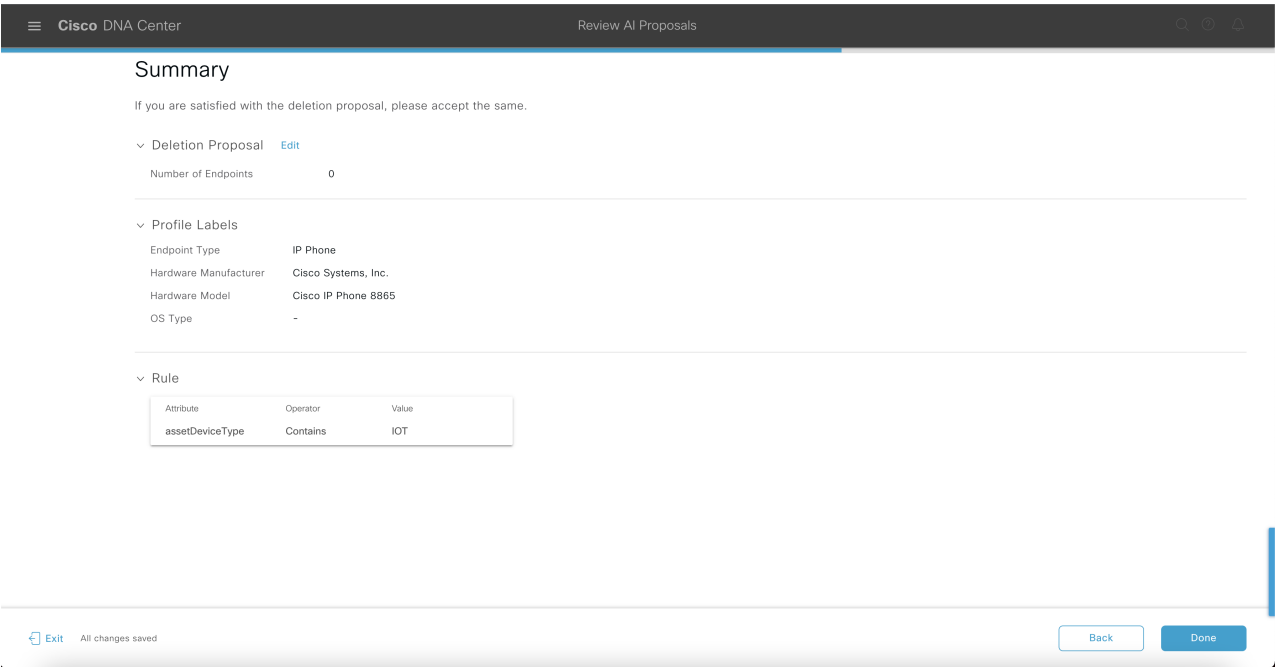 Cisco DNA Center
Review AI Proposals
Summary
If you are satisfied with the deletion proposal, please accept the same.
Deletion Proposal Edit
Number of Endpoints 0
Profile Labels
Endpoint Type IP Phone
Hardware Manufacturer Cisco Systems, Inc.
Hardware Model Cisco IP Phone 8865
OS Type -
Rule
Attribute Operator Value
assetDeviceType Contains IOT
Exit All changes saved Back Done